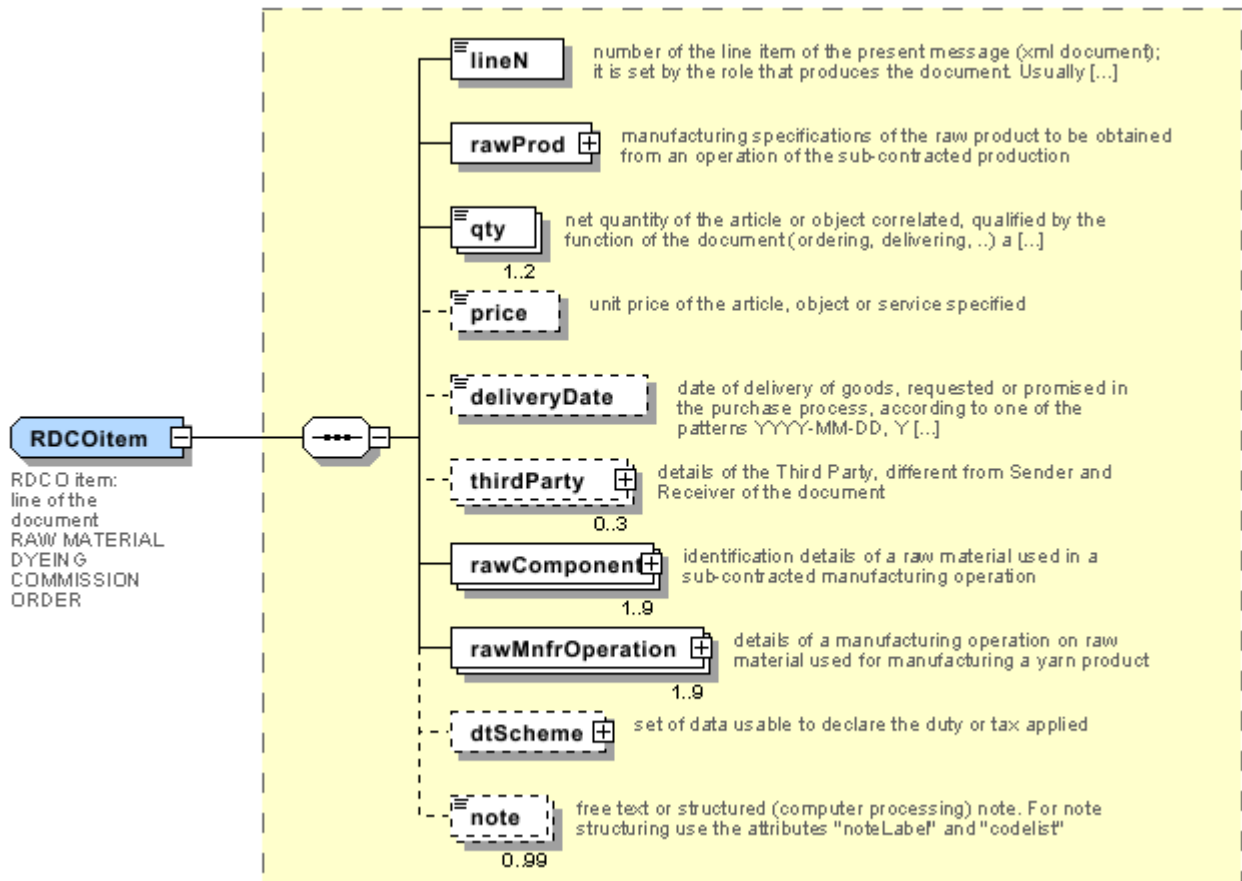 lineN
number of the line item of the present message (xml document);
it is set by the role that produces the document. Usually [...]
rawProd
manufacturing specifications of the raw product to be obtained
from an operation of the sub-contracted production
qty
net quantity of the article or object correlated, qualified by the
function of the document (ordering, delivering, ..) a [...]
1..2
price
unit price of the article, object or service specified
deliveryDate
date of delivery of goods, requested or promised in
the purchase process, according to one of the
patterns YYYY-MM-DD, Y [...]
RDCOitem
RDCO item:
line of the
document
RAW MATERIAL
DYEING
COMMISSION
ORDER
thirdParty
details of the Third Party, different from Sender and
Receiver of the document
0..3
rawComponent
identification details of a raw material used in a
sub-contracted manufacturing operation
1..9
rawMnfrOperation
details of a manufacturing operation on raw
material used for manufacturing a yarn product
1..9
dtScheme
set of data usable to declare the duty or tax applied
note
free text or structured (computer processing) note. For note
structuring use the attributes "noteLabel" and "codelist"
0..99